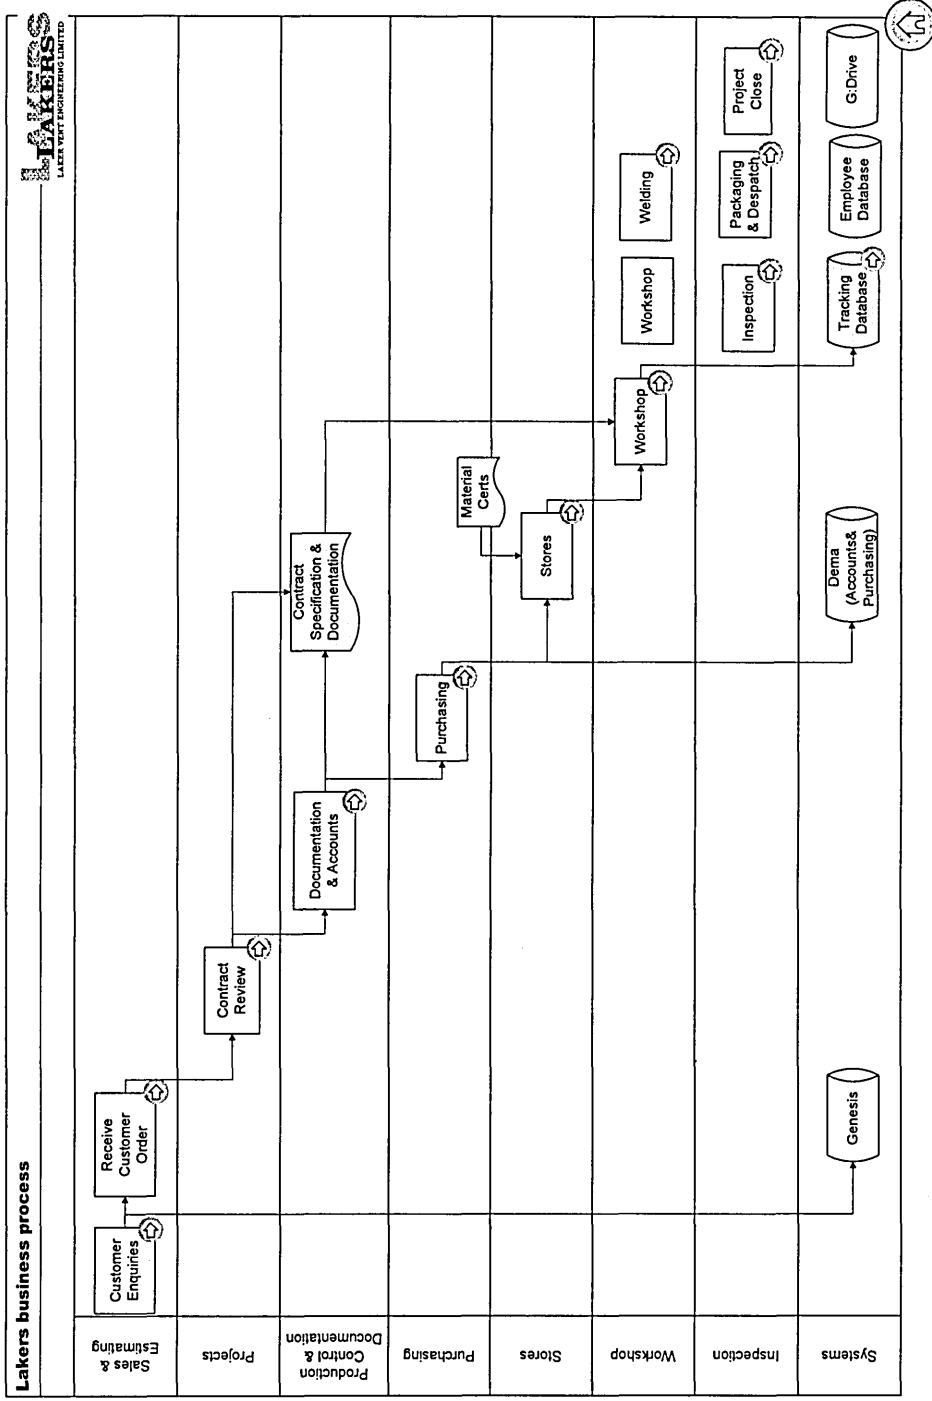 Lakers business process
LAKERS
LAKER VENT ENGINEERING LIMITED
Sales &
Estimating
Customer
Enquiries
Receive
Customer
Order
Projects
Contract
Review
Production
Control &
Documentation
Documentation
& Accounts
Contract
Specification &
Documentation
Purchasing
Purchasing
Material
Certs
Stores
Stores
Workshop
Workshop
Workshop
Welding
Inspection
Inspection
Packaging
& Despatch
Project
Close
Systems
Genesis
Dema
(Accounts&
Purchasing)
Tracking
Database
Employee
Database
G:Drive